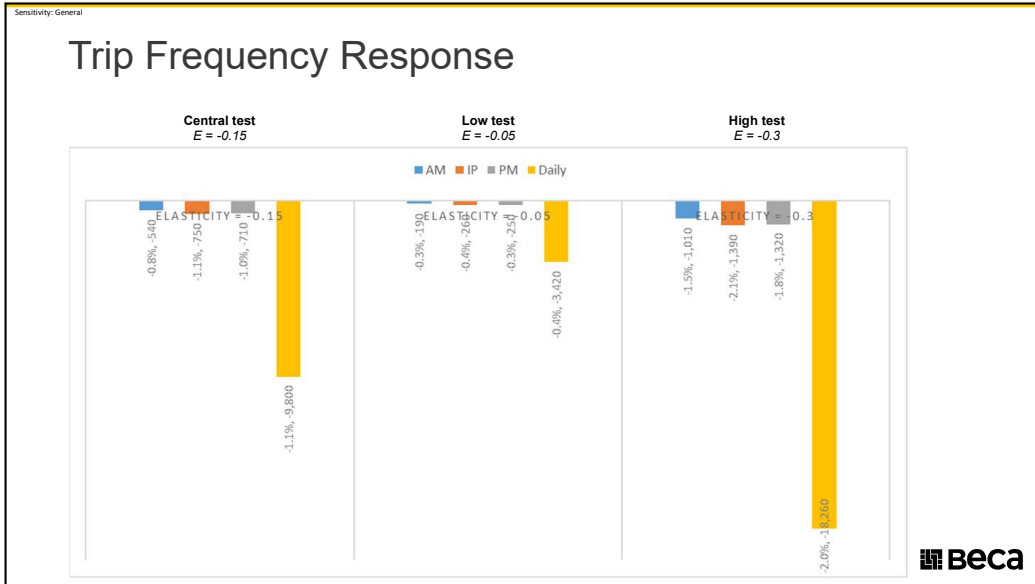 Sensitivity: General
Trip Frequency Response
Central test
E = -0.15
Low test
E = -0.05
High test
E = -0.3
AM IP PM Daily
ELASTICITY = -0.15
ELASTICITY = -0.05
ELASTICITY = -0.3
-0.8%, -540
-1.1%, -750
-1.0%, -710
-1.1%, -9,800
-0.3%, -190
-0.4%, -260
-0.3%, -250
-0.4%, -3,420
-1.5%, -1,010
-2.1%, -1,390
-1.8%, -1,320
-2.0%, -18,260
Beca